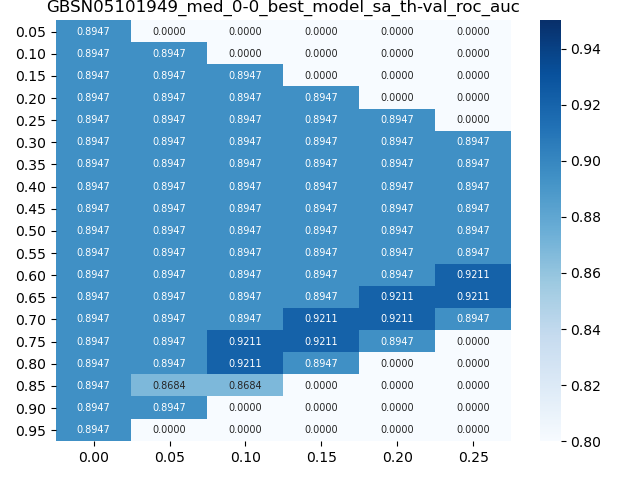 GBSN05101949_med_0-0_best_model_sa_th-val_roc_auc
0.05 0.8947 0.0000 0.0000 0.0000 0.0000 0.0000
0.10 0.8947 0.8947 0.0000 0.0000 0.0000 0.0000
0.15 0.8947 0.8947 0.8947 0.0000 0.0000 0.0000
0.20 0.8947 0.8947 0.8947 0.8947 0.0000 0.0000
0.25 0.8947 0.8947 0.8947 0.8947 0.8947 0.0000
0.30 0.8947 0.8947 0.8947 0.8947 0.8947 0.8947
0.35 0.8947 0.8947 0.8947 0.8947 0.8947 0.8947
0.40 0.8947 0.8947 0.8947 0.8947 0.8947 0.8947
0.45 0.8947 0.8947 0.8947 0.8947 0.8947 0.8947
0.50 0.8947 0.8947 0.8947 0.8947 0.8947 0.8947
0.55 0.8947 0.8947 0.8947 0.8947 0.8947 0.8947
0.60 0.8947 0.8947 0.8947 0.8947 0.8947 0.9211
0.65 0.8947 0.8947 0.8947 0.8947 0.9211 0.9211
0.70 0.8947 0.8947 0.8947 0.9211 0.9211 0.8947
0.75 0.8947 0.8947 0.9211 0.9211 0.8947 0.0000
0.80 0.8947 0.8947 0.9211 0.8947 0.0000 0.0000
0.85 0.8947 0.8684 0.8684 0.0000 0.0000 0.0000
0.90 0.8947 0.8947 0.0000 0.0000 0.0000 0.0000
0.95 0.8947 0.0000 0.0000 0.0000 0.0000 0.0000
0.00 0.05 0.10 0.15 0.20 0.25
0.94
0.92
0.90
0.88
0.86
0.84
0.82
0.80